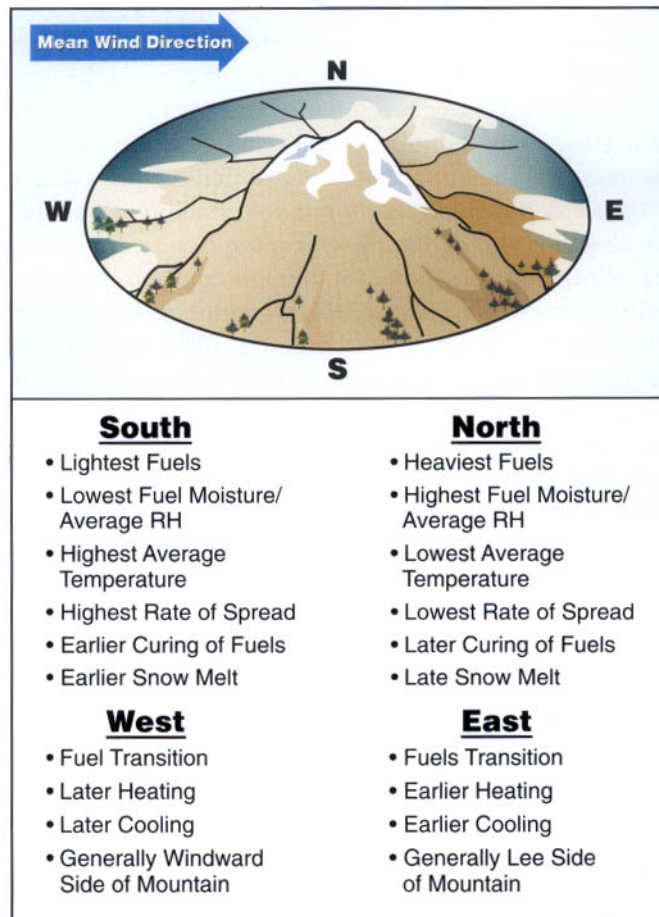 Mean Wind Direction
N
W
E
S
South
• Lightest Fuels
• Lowest Fuel Moisture/
Average RH
• Highest Average
Temperature
• Highest Rate of Spread
• Earlier Curing of Fuels
• Earlier Snow Melt
North
• Heaviest Fuels
• Highest Fuel Moisture/
Average RH
• Lowest Average
Temperature
• Lowest Rate of Spread
• Later Curing of Fuels
• Late Snow Melt
West
• Fuel Transition
• Later Heating
• Later Cooling
• Generally Windward
Side of Mountain
East
• Fuels Transition
• Earlier Heating
• Earlier Cooling
• Generally Lee Side
of Mountain